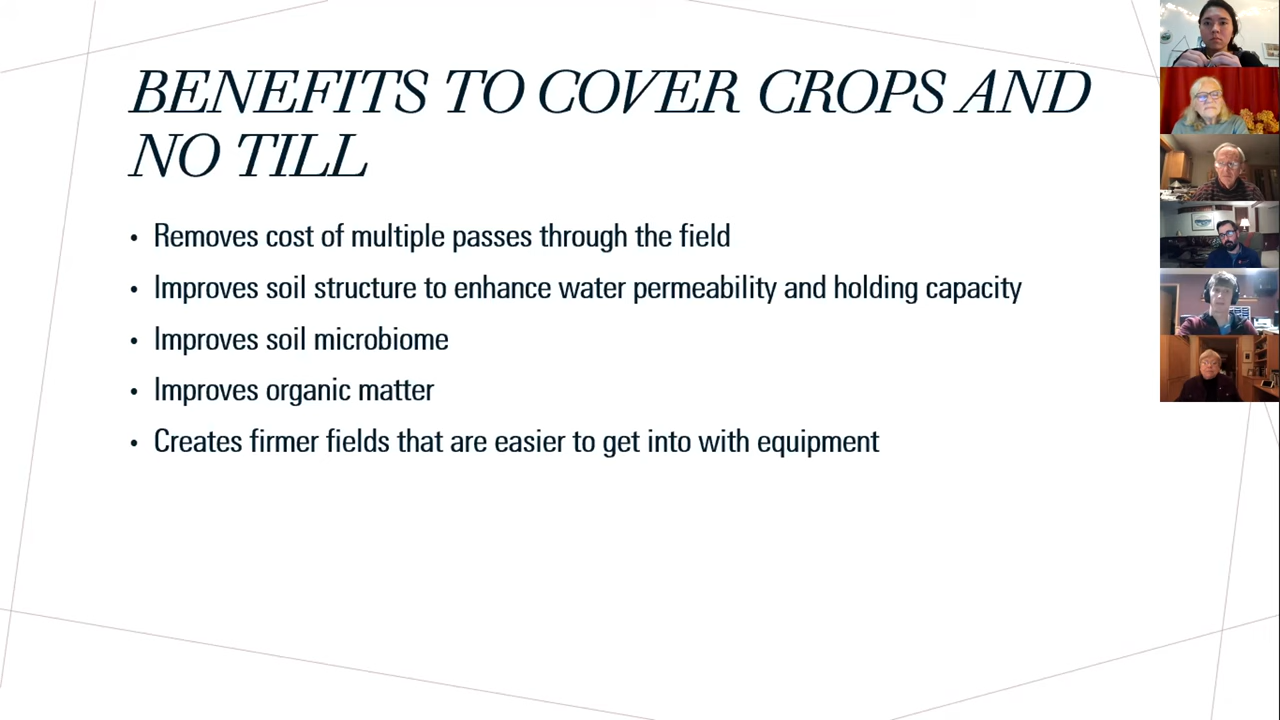 BENEFITS TO COVER CROPS AND
NO TILL
• Removes cost of multiple passes through the field
• Improves soil structure to enhance water permeability and holding capacity
• Improves soil microbiome
• Improves organic matter
• Creates firmer fields that are easier to get into with equipment